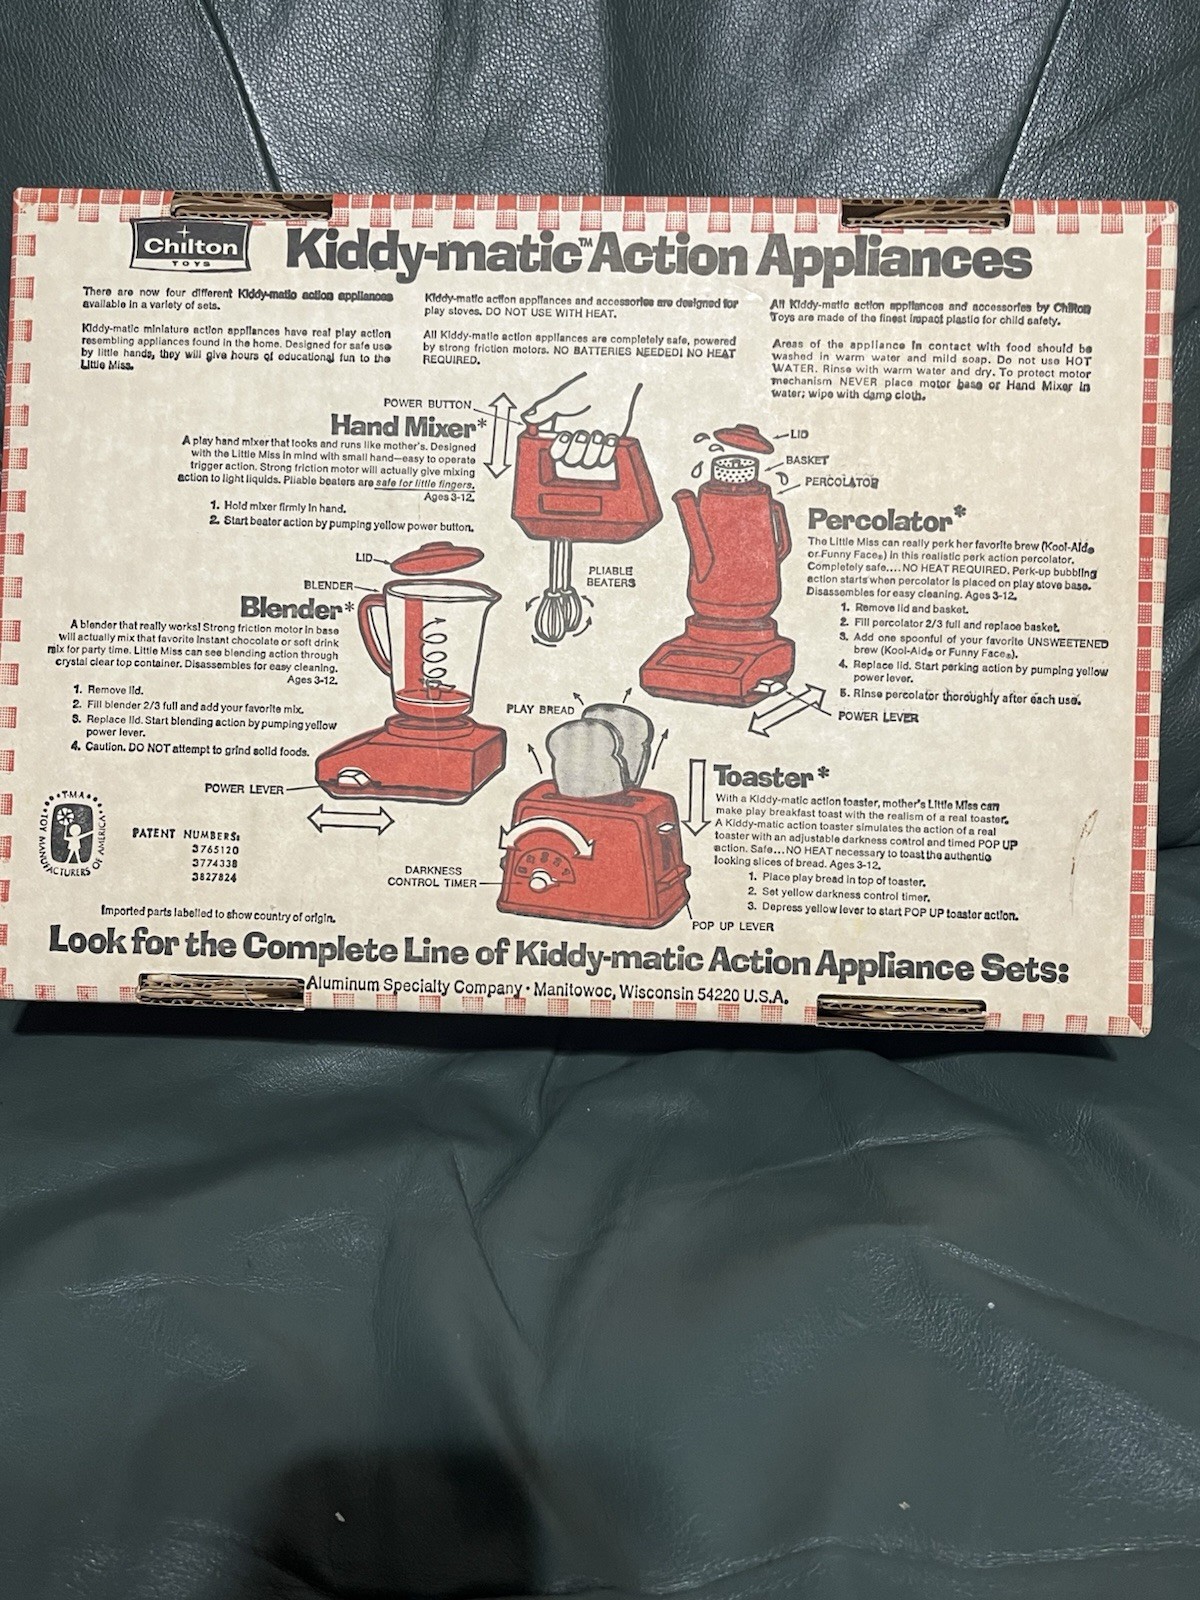 Chilton
TOYS
Kiddy-matic™ Action Appliances
There are now four different Kiddy-matic action appliances
available in a variety of sets.
Kiddy-matic miniature action appliances have real play action
resembling appliances found in the home. Designed for safe use
by little hands, they will give hours of educational fun to the
Little Miss.
Kiddy-matic action appliances and accessories are designed for
play stoves. DO NOT USE WITH HEAT.
All Kiddy-matic action appliances are completely safe, powered
by strong friction motors. NO BATTERIES NEEDED! NO HEAT
REQUIRED.
All Kiddy-matic action appliances and accessories by Chilton
Toys are made of the finest impact plastic for child safety.
Areas of the appliance in contact with food should be
washed in warm water and mild soap. Do not use HOT
WATER. Rinse with warm water and dry. To protect motor
mechanism NEVER place motor base or Hand Mixer in
water; wipe with damp cloth.
POWER BUTTON
Hand Mixer*
A play hand mixer that looks and runs like mother's. Designed
with the Little Miss in mind with small hand—easy to operate
trigger action. Strong friction motor will actually give mixing
action to light liquids. Pliable beaters are safe for little fingers.
Ages 3-12.
1. Hold mixer firmly in hand.
2. Start beater action by pumping yellow power button.
PLIABLE
BEATERS
LID
BASKET
PERCOLATOR
Percolator*
The Little Miss can really perk her favorite brew (Kool-Aid®
or Funny Face®) in this realistic perk action percolator.
Completely safe....NO HEAT REQUIRED. Perk-up bubbling
action starts when percolator is placed on play stove base.
Disassembles for easy cleaning. Ages 3-12.
1. Remove lid and basket.
2. Fill percolator 2/3 full and replace basket.
3. Add one spoonful of your favorite UNSWEETENED
brew (Kool-Aid® or Funny Face®).
4. Replace lid. Start perking action by pumping yellow
power lever.
5. Rinse percolator thoroughly after each use.
POWER LEVER
LID
BLENDER
Blender*
A blender that really works! Strong friction motor in base
will actually mix that favorite instant chocolate or soft drink
mix for party time. Little Miss can see blending action through
crystal clear top container. Disassembles for easy cleaning.
Ages 3-12.
1. Remove lid.
2. Fill blender 2/3 full and add your favorite mix.
3. Replace lid. Start blending action by pumping yellow
power lever.
4. Caution. DO NOT attempt to grind solid foods.
POWER LEVER
PLAY BREAD
Toaster*
With a Kiddy-matic action toaster, mother's Little Miss can
make play breakfast toast with the realism of a real toaster.
A Kiddy-matic action toaster simulates the action of a real
toaster with an adjustable darkness control and timed POP UP
action. Safe...NO HEAT necessary to toast the authentic
looking slices of bread. Ages 3-12.
1. Place play bread in top of toaster.
2. Set yellow darkness control timer.
3. Depress yellow lever to start POP UP toaster action.
DARKNESS
CONTROL TIMER
POP UP LEVER
T·M·A
TOY MANUFACTURERS OF AMERICA
PATENT NUMBERS:
3765120
3774338
3827824
Imported parts labelled to show country of origin.
Look for the Complete Line of Kiddy-matic Action Appliance Sets:
Aluminum Specialty Company • Manitowoc, Wisconsin 54220 U.S.A.